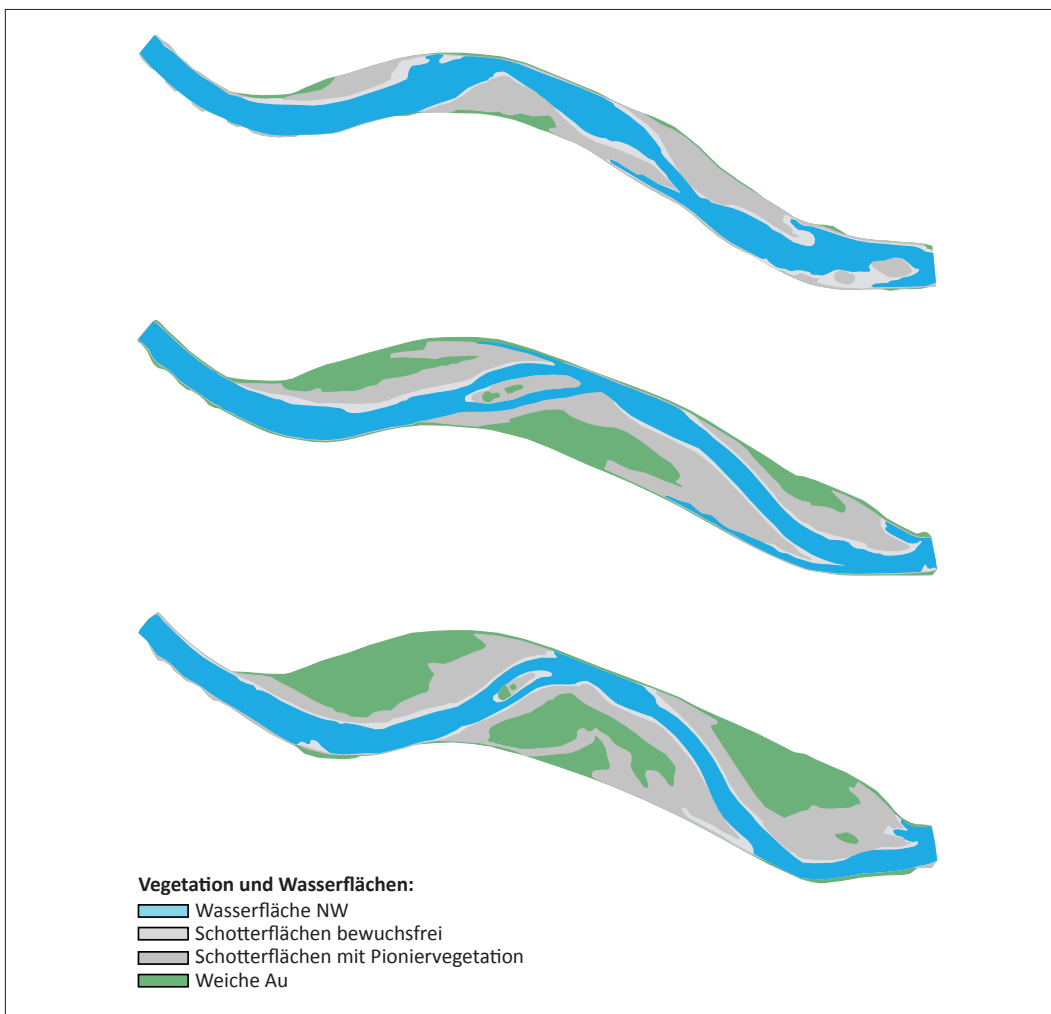 Vegetation und Wasserflächen:
Wasserfläche NW
Schotterflächen bewuchsfrei
Schotterflächen mit Pioniervegetation
Weiche Au